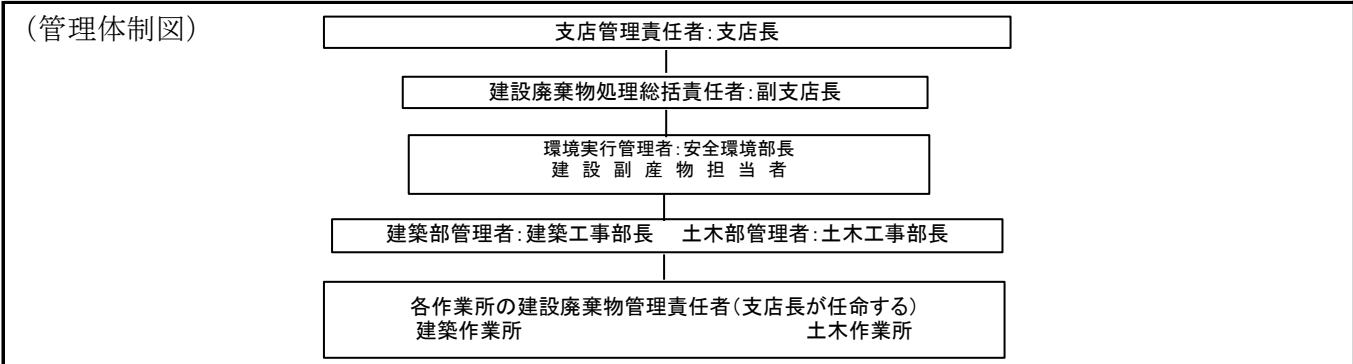 （管理体制図）
支店管理責任者：支店長
建設廃棄物処理総括責任者：副支店長
環境実行管理者：安全環境部長
建 設 副 産 物 担 当 者
建築部管理者：建築工事部長　土木部管理者：土木工事部長
各作業所の建設廃棄物管理責任者（支店長が任命する）
建築作業所　土木作業所